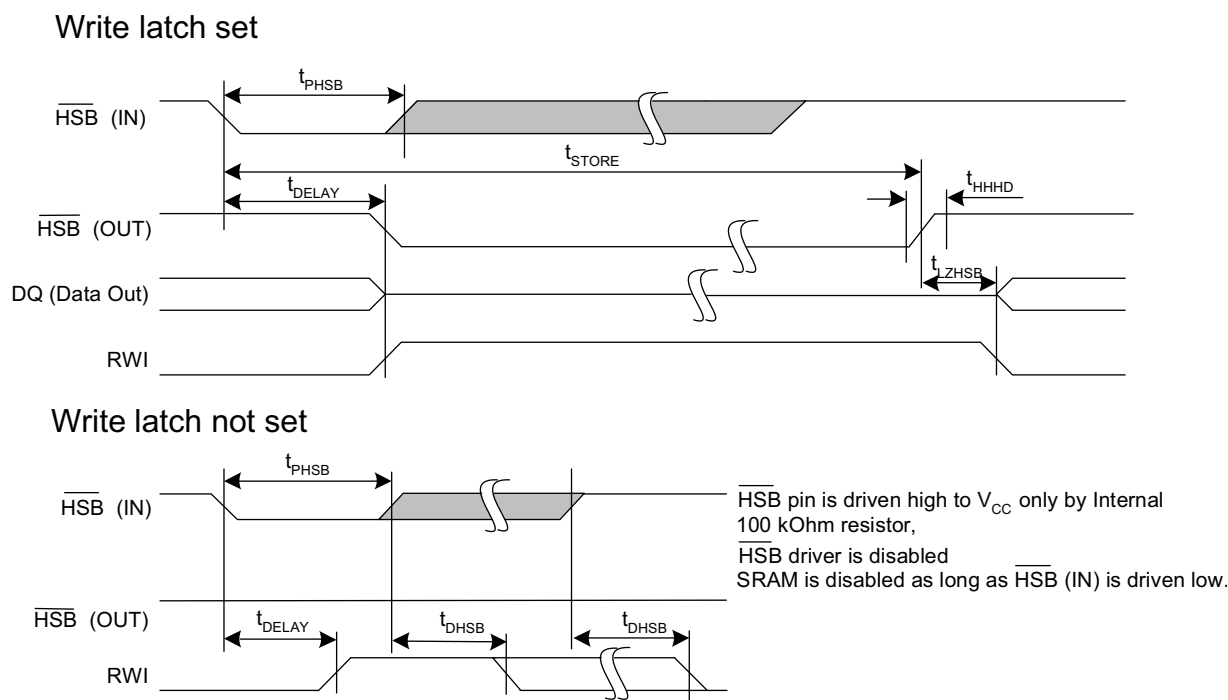 Write latch set
tPHSB
HSB (IN)
tSTORE
tDELAY
tHHHD
HSB (OUT)
tLZHSB
DQ (Data Out)
RWI
Write latch not set
tPHSB
HSB (IN)
HSB pin is driven high to VCC only by Internal
100 kOhm resistor,
HSB driver is disabled
SRAM is disabled as long as HSB (IN) is driven low.
HSB (OUT)
tDELAY
tDHSB
tDHSB
RWI